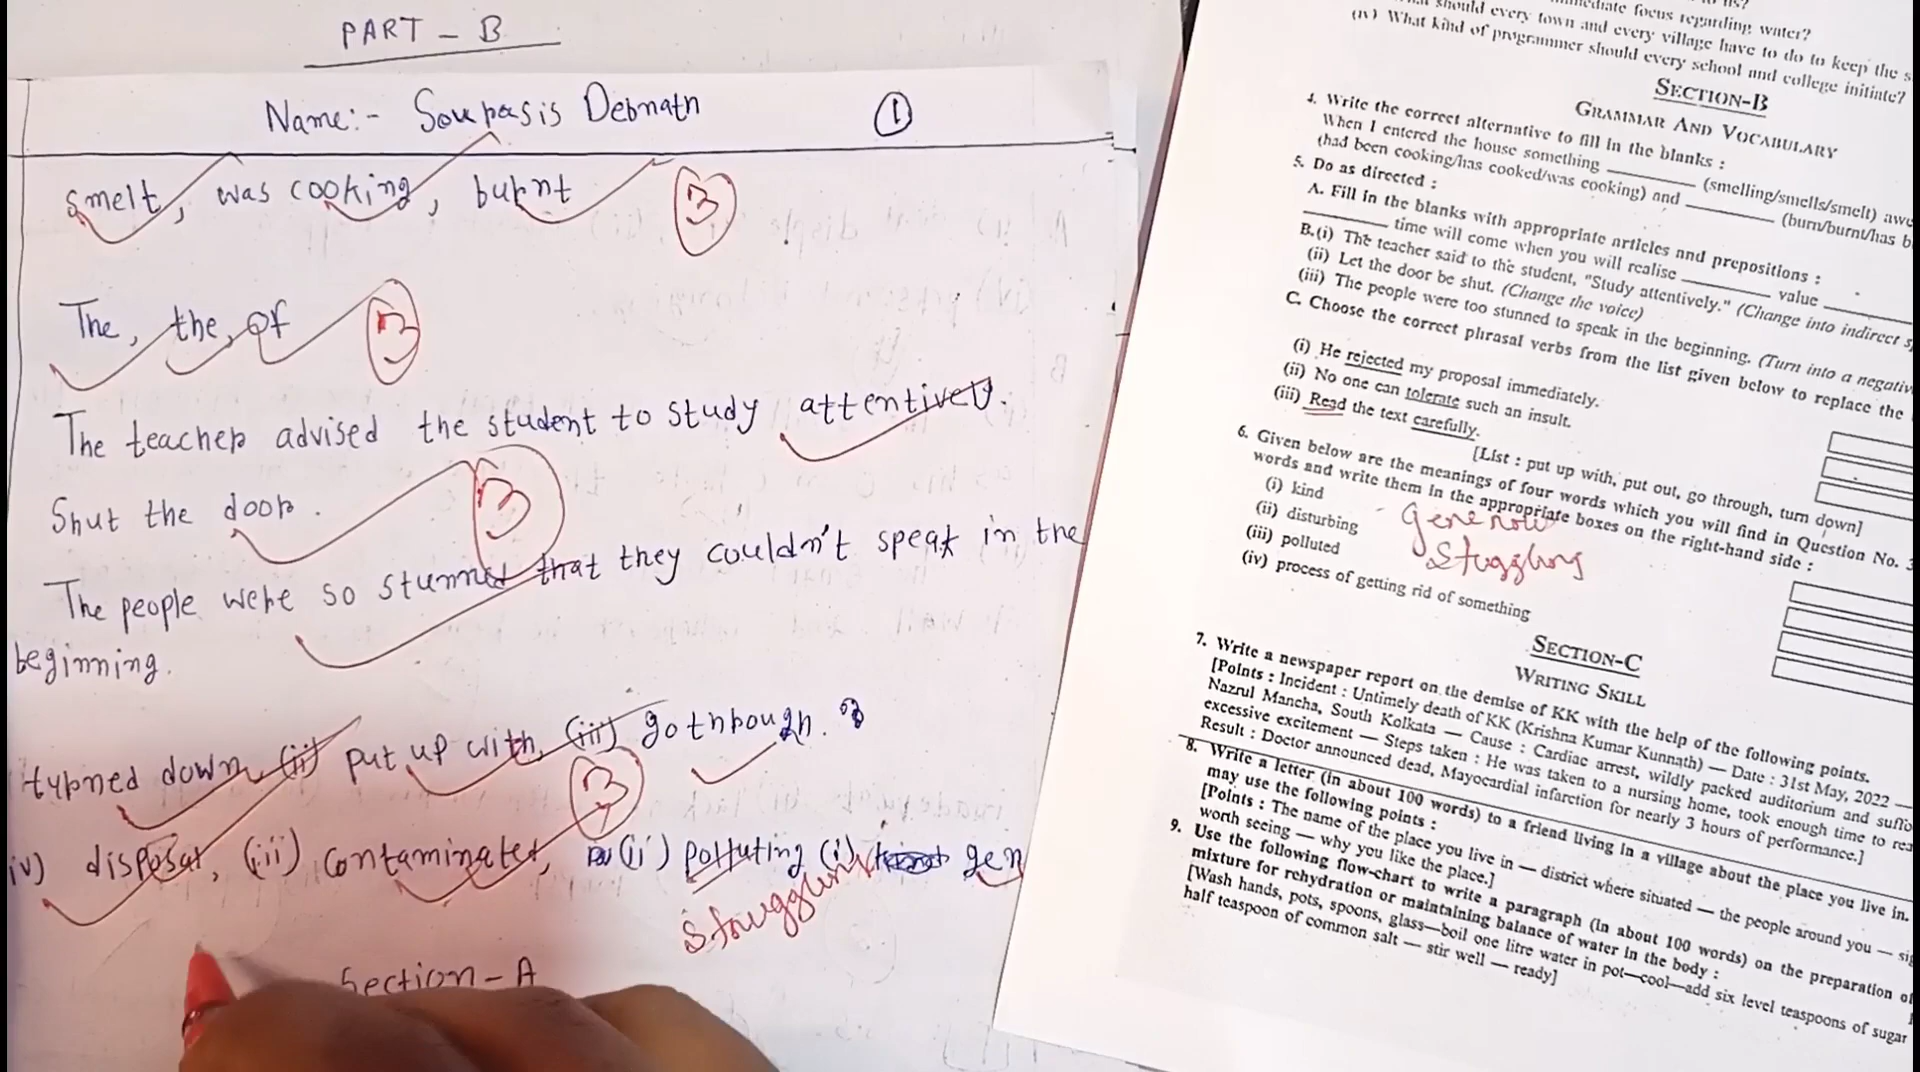 PART - B
Name:- Soupasis Debnath 1
smelt, was cooking, burnt 3
The, the, of 3
The teacher advised the student to study attentively.
Shut the door. 3
The people were so stunned that they couldn't speak in the
beginning.
turned down (ii) put up with, (iii) go through. 3
iv) disposal, (iii) contaminated, (ii) polluting (i) gen
Struggling
Section - A
immediate focus regarding water?
should every town and every village have to do to keep the s
(iv) What kind of programmer should every school and college initiate?
SECTION-B
GRAMMAR AND VOCABULARY
4. Write the correct alternative to fill in the blanks :
When I entered the house something ________ (smelling/smells/smelt) awe
(had been cooking/has cooked/was cooking) and ________ (burn/burnt/has b
5. Do as directed :
A. Fill in the blanks with appropriate articles and prepositions :
________ time will come when you will realise ________ value ________
B.(i) The teacher said to the student, "Study attentively." (Change into indirect s
(ii) Let the door be shut. (Change the voice)
(iii) The people were too stunned to speak in the beginning. (Turn into a negativ
C. Choose the correct phrasal verbs from the list given below to replace the
(i) He rejected my proposal immediately.
(ii) No one can tolerate such an insult.
(iii) Read the text carefully.
[List : put up with, put out, go through, turn down]
6. Given below are the meanings of four words which you will find in Question No. 3
words and write them in the appropriate boxes on the right-hand side :
(i) kind
(ii) disturbing
(iii) polluted
(iv) process of getting rid of something
SECTION-C
WRITING SKILL
7. Write a newspaper report on the demise of KK with the help of the following points.
[Points : Incident : Untimely death of KK (Krishna Kumar Kunnath) — Date : 31st May, 2022 —
Nazrul Mancha, South Kolkata — Cause : Cardiac arrest, wildly packed auditorium and suffo
excessive excitement — Steps taken : He was taken to a nursing home, took enough time to rea
Result : Doctor announced dead, Mayocardial infarction for nearly 3 hours of performance.]
8. Write a letter (in about 100 words) to a friend living in a village about the place you live in.
may use the following points :
[Points : The name of the place you live in — district where situated — the people around you — sig
worth seeing — why you like the place.]
9. Use the following flow-chart to write a paragraph (in about 100 words) on the preparation of
mixture for rehydration or maintaining balance of water in the body :
[Wash hands, pots, spoons, glass—boil one litre water in pot—cool—add six level teaspoons of sugar
half teaspoon of common salt — stir well — ready]